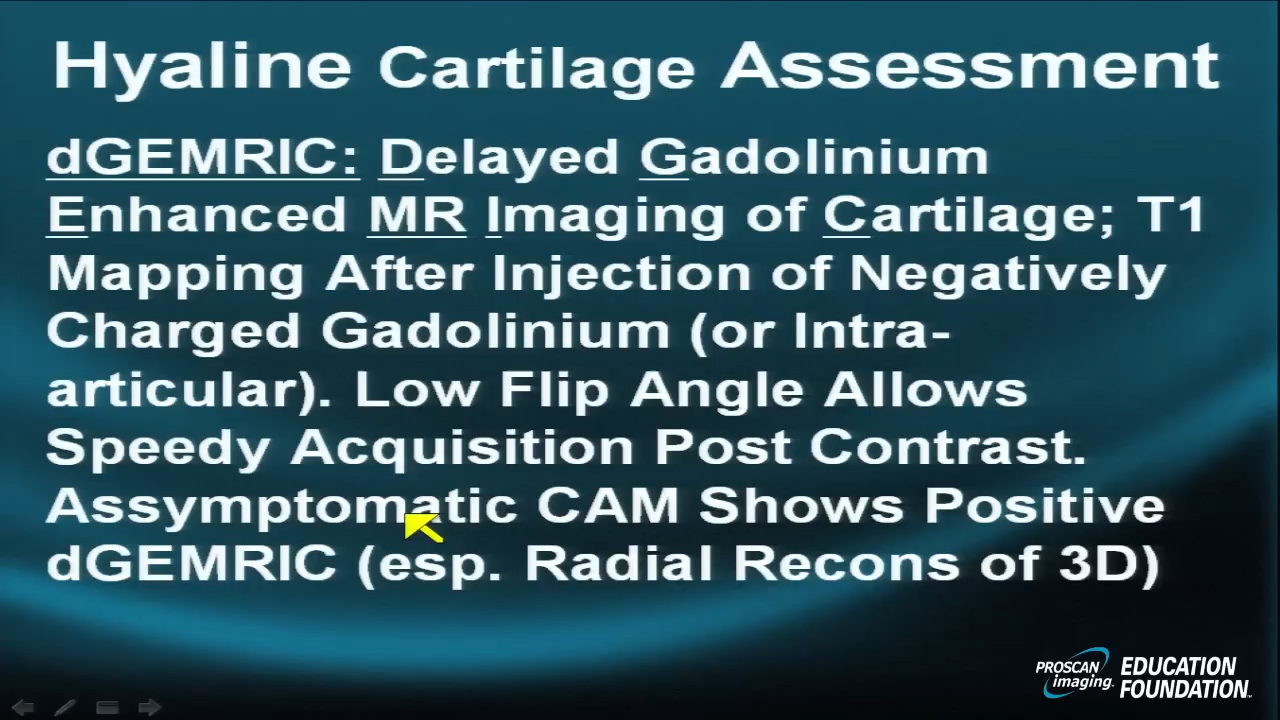 Hyaline Cartilage Assessment
dGEMRIC: Delayed Gadolinium
Enhanced MR Imaging of Cartilage; T1
Mapping After Injection of Negatively
Charged Gadolinium (or Intra-
articular). Low Flip Angle Allows
Speedy Acquisition Post Contrast.
Assymptomatic CAM Shows Positive
dGEMRIC (esp. Radial Recons of 3D)
PROSCAN
imaging
EDUCATION
FOUNDATION